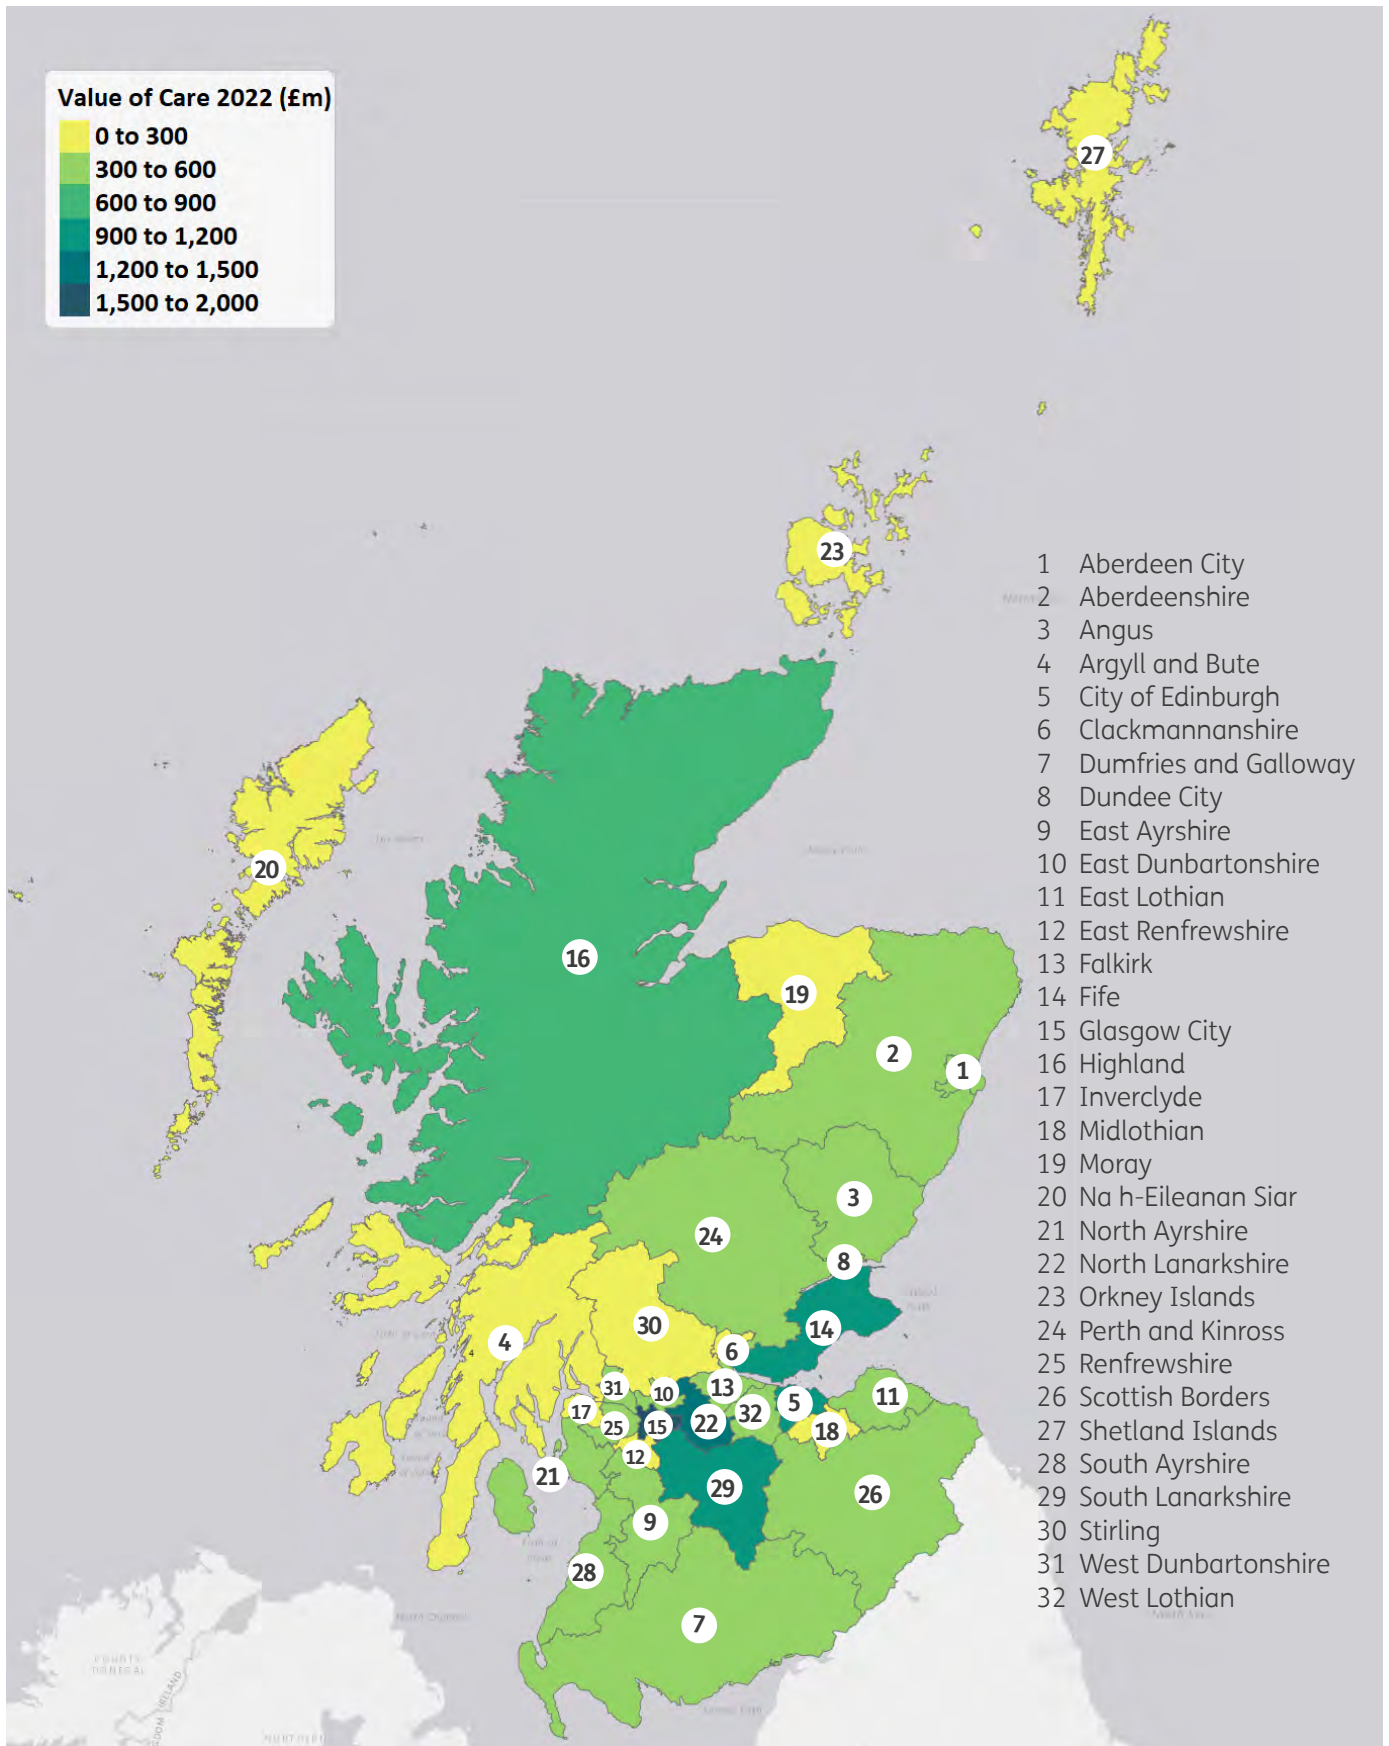 Value of Care 2022 (£m)
0 to 300
300 to 600
600 to 900
900 to 1,200
1,200 to 1,500
1,500 to 2,000
27
23
20
16
19
2
1
3
24
8
14
30
4
6
31
10
13
5
11
17
25
15
22
32
18
12
21
29
26
9
28
7
1 Aberdeen City
2 Aberdeenshire
3 Angus
4 Argyll and Bute
5 City of Edinburgh
6 Clackmannanshire
7 Dumfries and Galloway
8 Dundee City
9 East Ayrshire
10 East Dunbartonshire
11 East Lothian
12 East Renfrewshire
13 Falkirk
14 Fife
15 Glasgow City
16 Highland
17 Inverclyde
18 Midlothian
19 Moray
20 Na h-Eileanan Siar
21 North Ayrshire
22 North Lanarkshire
23 Orkney Islands
24 Perth and Kinross
25 Renfrewshire
26 Scottish Borders
27 Shetland Islands
28 South Ayrshire
29 South Lanarkshire
30 Stirling
31 West Dunbartonshire
32 West Lothian
North Channel
COUNTY
DONEGAL
IRELAND
NORTHERN